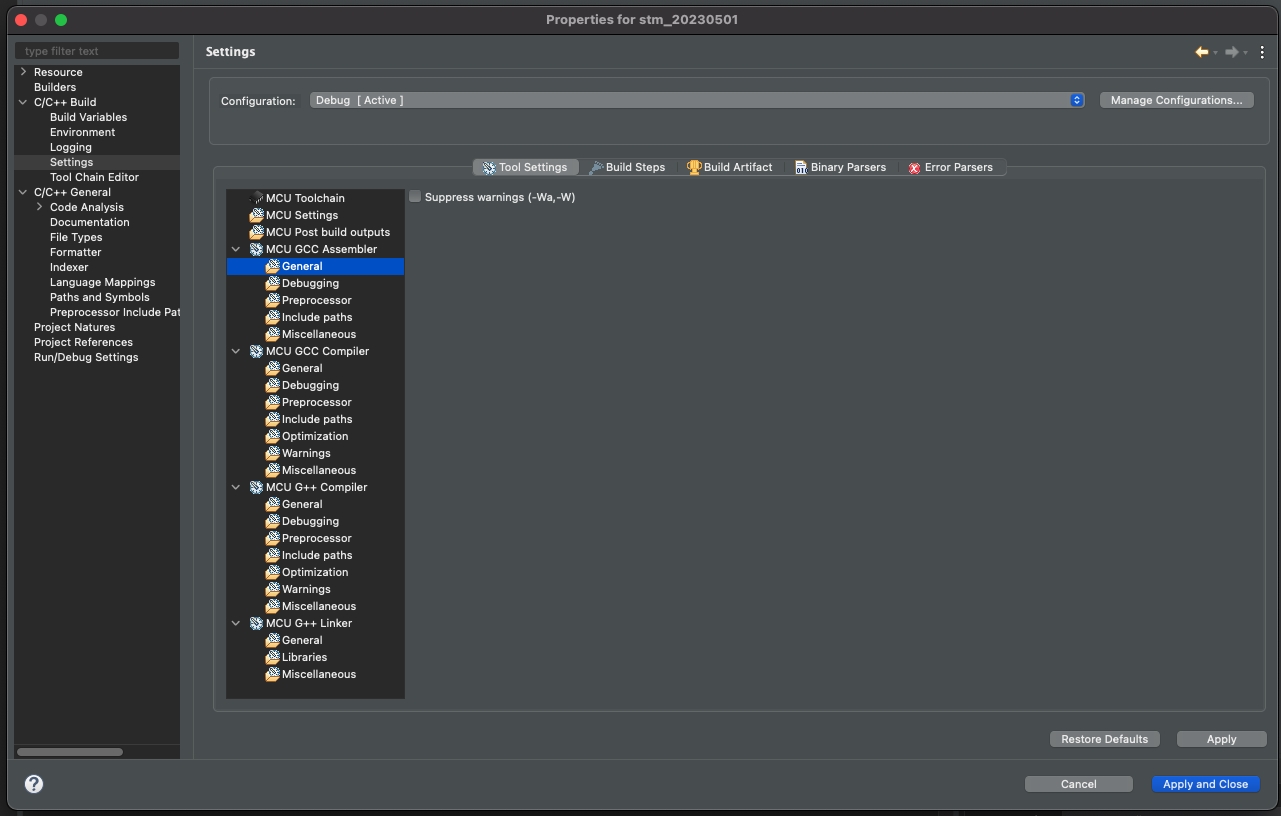 Properties for stm_20230501
type filter text
Resource
Builders
C/C++ Build
Build Variables
Environment
Logging
Settings
Tool Chain Editor
C/C++ General
Code Analysis
Documentation
File Types
Formatter
Indexer
Language Mappings
Paths and Symbols
Preprocessor Include Pat
Project Natures
Project References
Run/Debug Settings
Settings
Configuration:
Debug [ Active ]
Manage Configurations...
Tool Settings
Build Steps
Build Artifact
Binary Parsers
Error Parsers
MCU Toolchain
MCU Settings
MCU Post build outputs
MCU GCC Assembler
General
Debugging
Preprocessor
Include paths
Miscellaneous
MCU GCC Compiler
General
Debugging
Preprocessor
Include paths
Optimization
Warnings
Miscellaneous
MCU G++ Compiler
General
Debugging
Preprocessor
Include paths
Optimization
Warnings
Miscellaneous
MCU G++ Linker
General
Libraries
Miscellaneous
Suppress warnings (-Wa,-W)
Restore Defaults
Apply
Cancel
Apply and Close